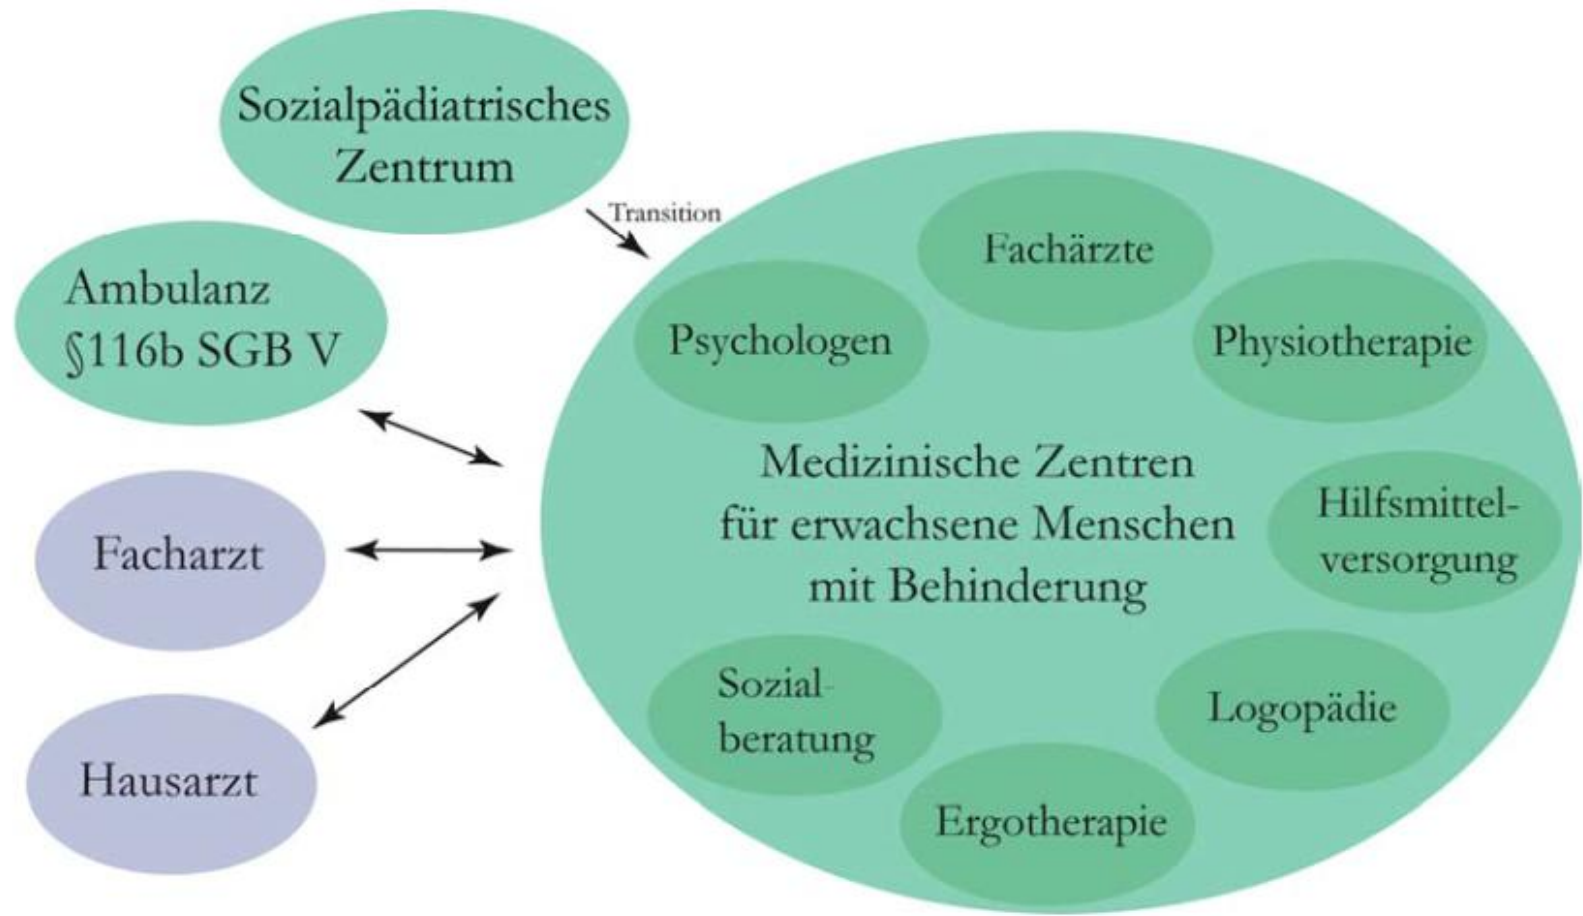 Sozialpädiatrisches
Zentrum
Transition
Ambulanz
§116b SGB V
Facharzt
Hausarzt
Fachärzte
Psychologen
Physiotherapie
Medizinische Zentren
für erwachsene Menschen
mit Behinderung
Hilfsmittel-
versorgung
Sozial-
beratung
Logopädie
Ergotherapie